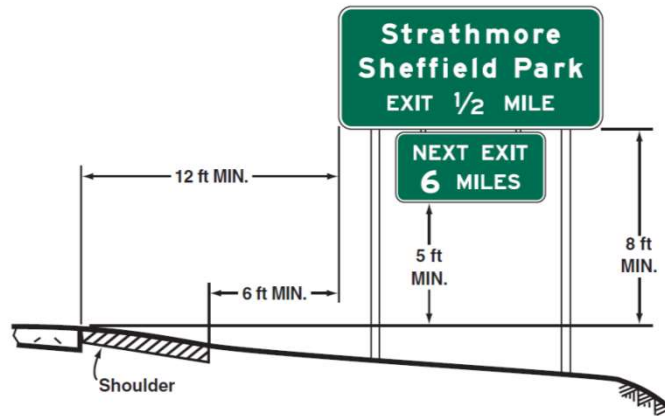 Strathmore
Sheffield Park
EXIT 1/2 MILE
NEXT EXIT
6 MILES
12 ft MIN.
5 ft
MIN.
8 ft
MIN.
6 ft MIN.
Shoulder